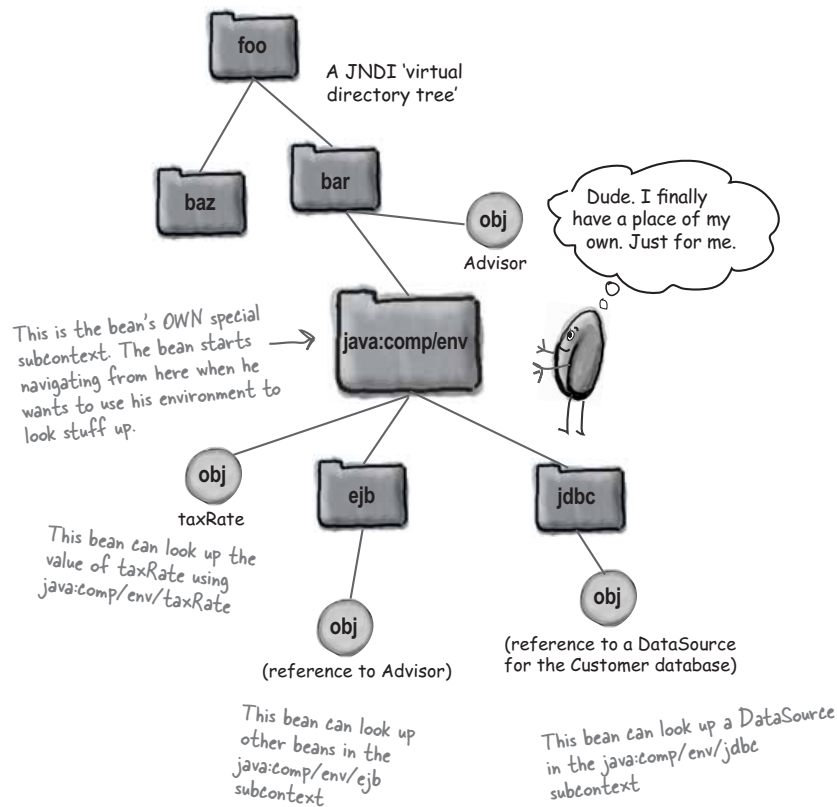 foo
A JNDI ‘virtual
directory tree’
baz
bar
obj
Advisor
Dude. I finally
have a place of my
own. Just for me.
This is the bean’s OWN special
subcontext. The bean starts
navigating from here when he
wants to use his environment to
look stuff up.
java:comp/env
obj
taxRate
ejb
jdbc
This bean can look up the
value of taxRate using
java:comp/env/taxRate
obj
(reference to Advisor)
obj
(reference to a DataSource
for the Customer database)
This bean can look up
other beans in the
java:comp/env/ejb
subcontext
This bean can look up a DataSource
in the java:comp/env/jdbc
subcontext